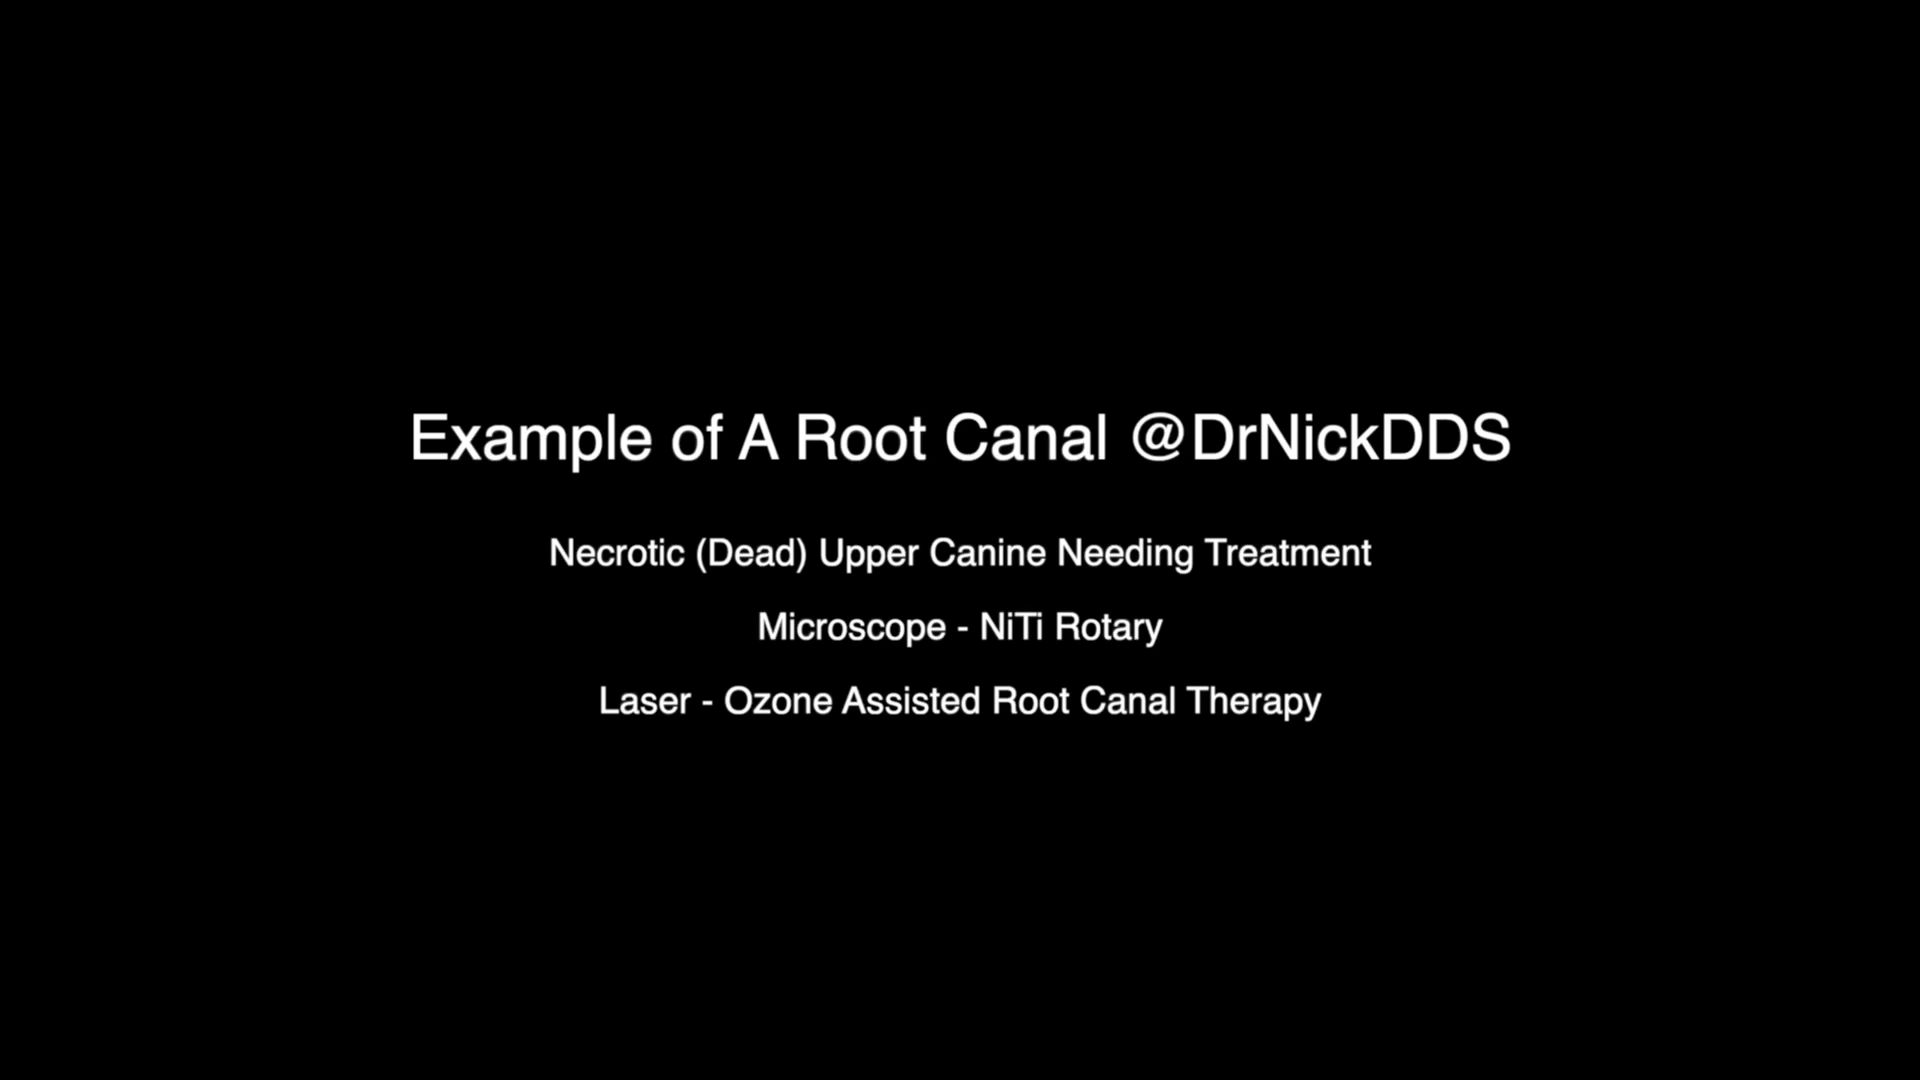 Example of A Root Canal @DrNickDDS
Necrotic (Dead) Upper Canine Needing Treatment
Microscope - NiTi Rotary
Laser - Ozone Assisted Root Canal Therapy